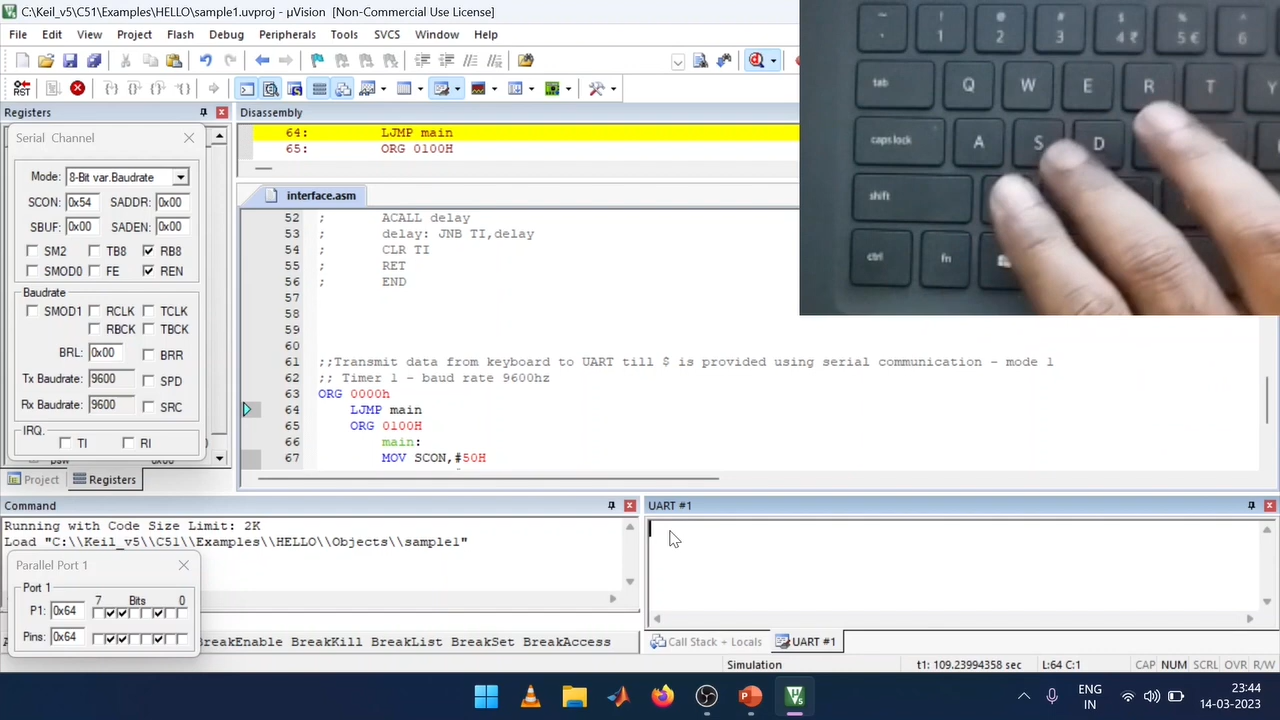 C:\Keil_v5\C51\Examples\HELLO\sample1.uvproj - µVision [Non-Commercial Use License]
File Edit View Project Flash Debug Peripherals Tools SVCS Window Help
Registers
Serial Channel
Mode: 8-Bit var.Baudrate
SCON: 0x54 SADDR: 0x00
SBUF: 0x00 SADEN: 0x00
SM2 TB8 RB8
SMOD0 FE REN
Baudrate
SMOD1 RCLK TCLK
RBCK TBCK
BRL: 0x00 BRR
Tx Baudrate: 9600 SPD
Rx Baudrate: 9600 SRC
IRQ
TI RI
Project Registers
Disassembly
64: LJMP main
65: ORG 0100H
interface.asm
52 ; ACALL delay
53 ; delay: JNB TI,delay
54 ; CLR TI
55 ; RET
56 ; END
57
58
59
60
61 ;;Transmit data from keyboard to UART till $ is provided using serial communication - mode 1
62 ;; Timer 1 - baud rate 9600hz
63 ORG 0000h
64 LJMP main
65 ORG 0100H
66 main:
67 MOV SCON,#50H
~ ! @ # $ % ^
1 2 3 4 ₹ 5 € 6
tab Q W E R T Y
caps lock A S D
shift
ctrl fn
Command
Running with Code Size Limit: 2K
Load "C:\\Keil_v5\\C51\\Examples\\HELLO\\Objects\\sample1"
Parallel Port 1
Port 1
P1: 0x64 7 Bits 0
Pins: 0x64
BreakEnable BreakKill BreakList BreakSet BreakAccess
UART #1
Call Stack + Locals UART #1
Simulation t1: 109.23994358 sec L:64 C:1 CAP NUM SCRL OVR R/W
ENG
IN
23:44
14-03-2023